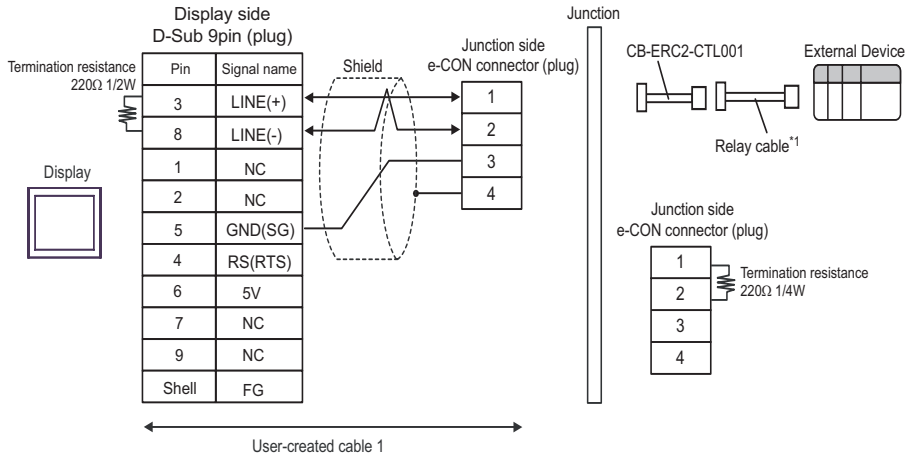 Display side
D-Sub 9pin (plug)
Junction
Termination resistance
220Ω 1/2W
Pin Signal name
Shield
Junction side
e-CON connector (plug)
CB-ERC2-CTL001
External Device
3 LINE(+)
1
8 LINE(-)
2
Relay cable*1
1 NC
3
Display
2 NC
4
5 GND(SG)
Junction side
e-CON connector (plug)
4 RS(RTS)
1
Termination resistance
220Ω 1/4W
6 5V
2
7 NC
3
9 NC
4
Shell FG
User-created cable 1